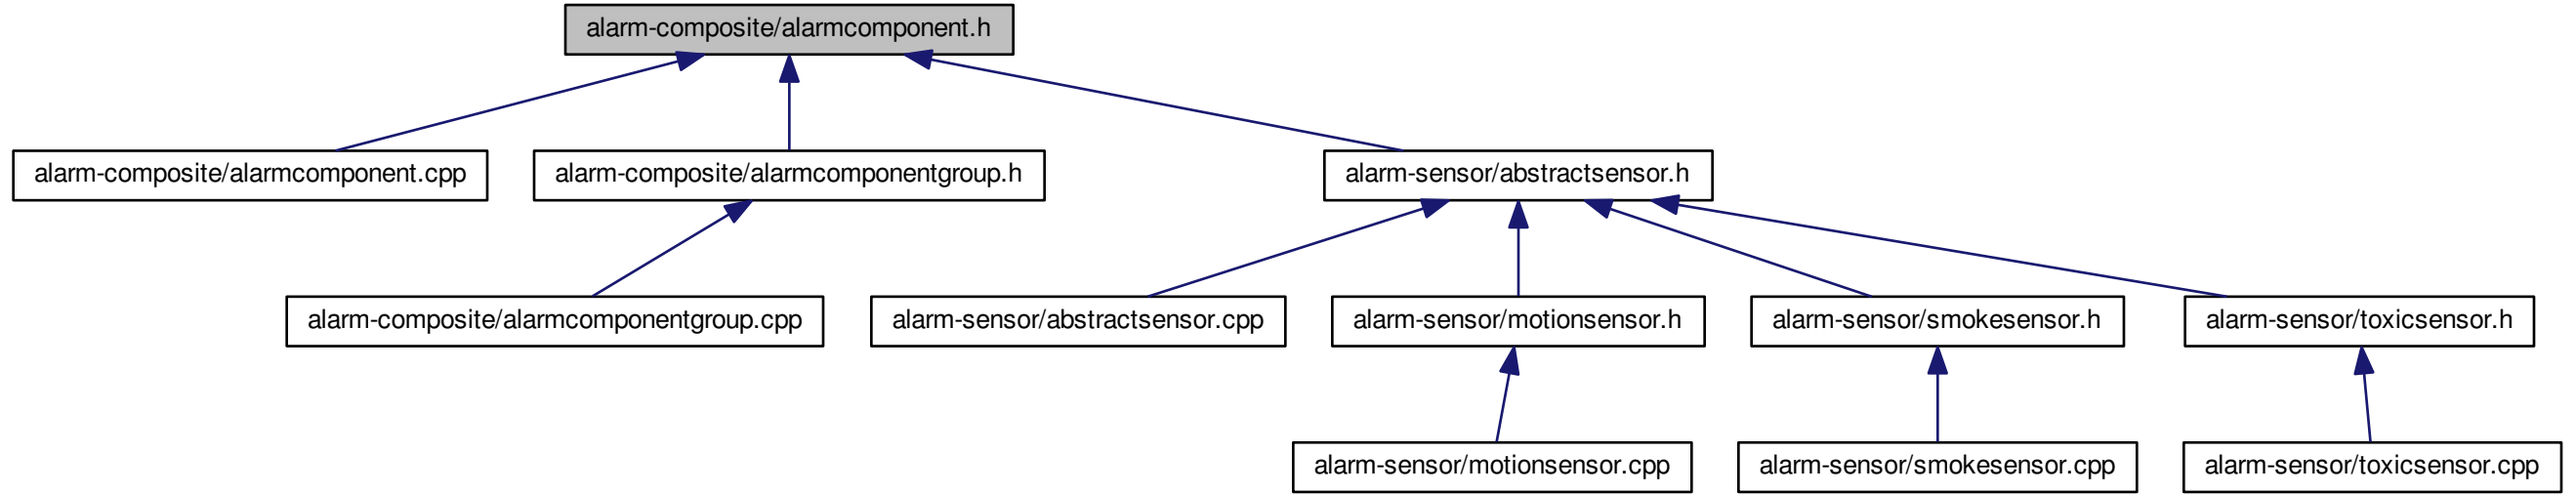 alarm-composite/alarmcomponent.h
alarm-composite/alarmcomponent.cpp
alarm-composite/alarmcomponentgroup.h
alarm-sensor/abstractsensor.h
alarm-composite/alarmcomponentgroup.cpp
alarm-sensor/abstractsensor.cpp
alarm-sensor/motionsensor.h
alarm-sensor/smokesensor.h
alarm-sensor/toxicsensor.h
alarm-sensor/motionsensor.cpp
alarm-sensor/smokesensor.cpp
alarm-sensor/toxicsensor.cpp